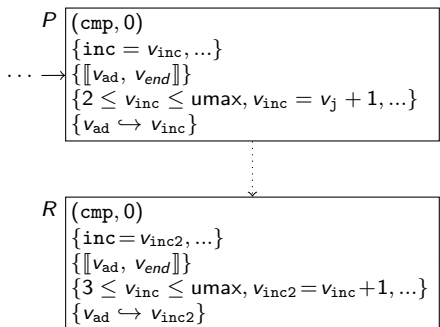 P
(cmp, 0)
{inc = v_inc, ...}
··· → {⟦v_ad, v_end⟧}
{2 ≤ v_inc ≤ umax, v_inc = v_j + 1, ...}
{v_ad ↪ v_inc}
R
(cmp, 0)
{inc = v_inc2, ...}
{⟦v_ad, v_end⟧}
{3 ≤ v_inc ≤ umax, v_inc2 = v_inc + 1, ...}
{v_ad ↪ v_inc2}